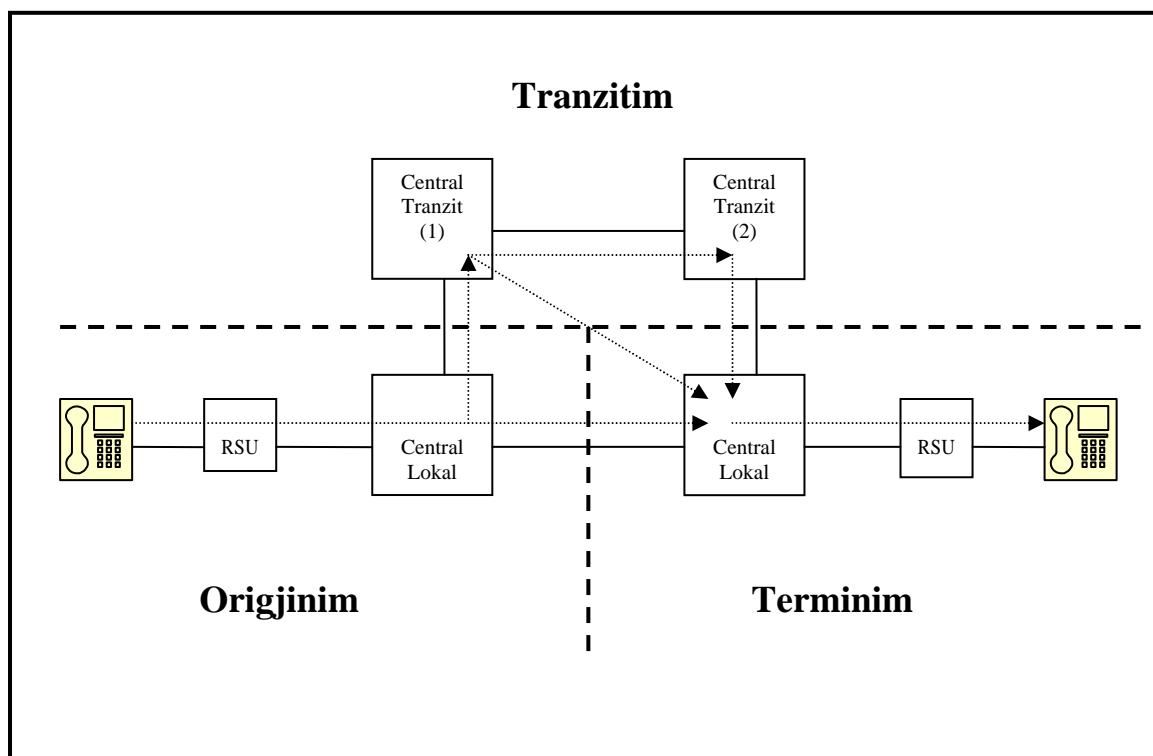 Tranzitim
Central
Tranzit
(1)
Central
Tranzit
(2)
RSU
Central
Lokal
Central
Lokal
RSU
Origjinim
Terminim